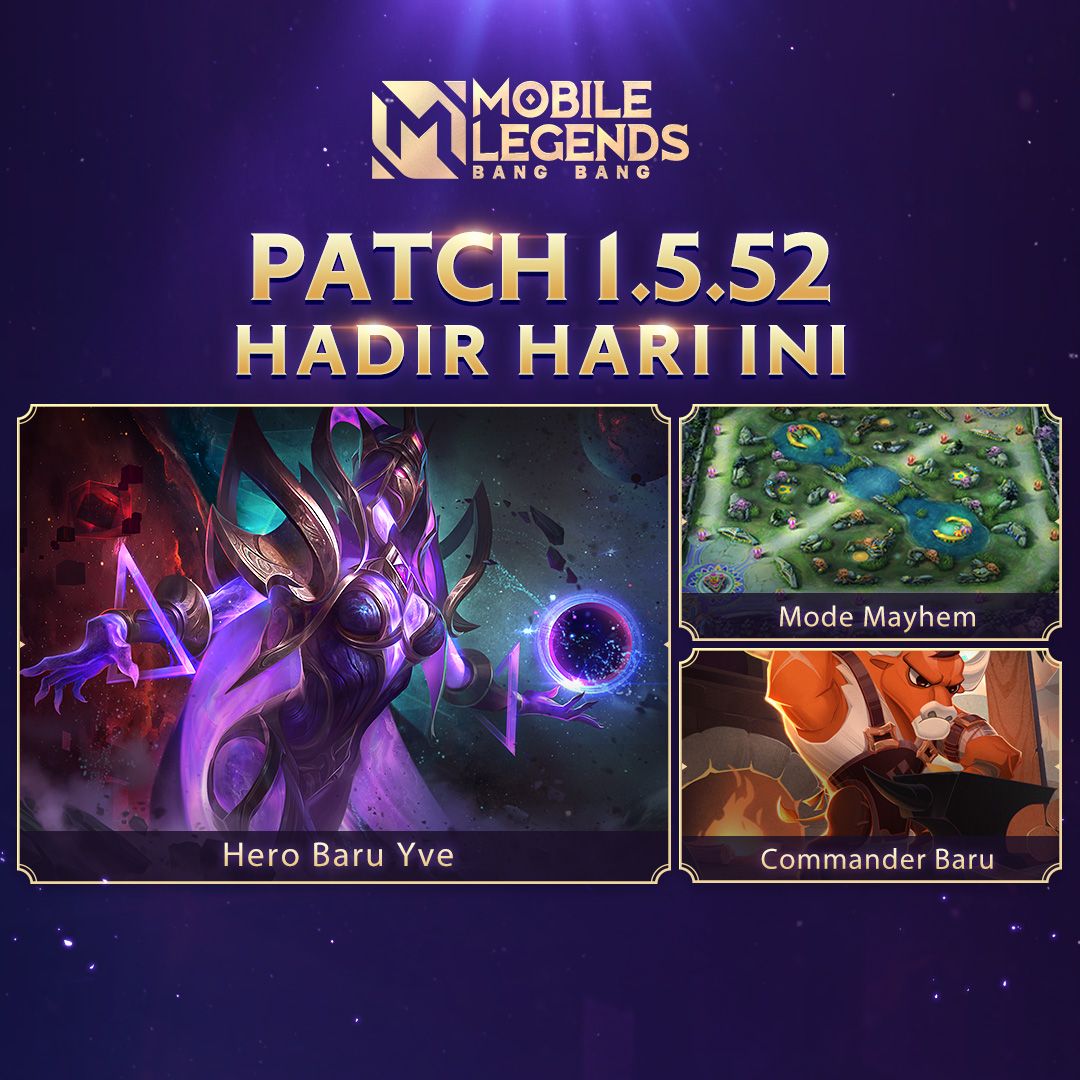 MOBILE
LEGENDS
BANG BANG
PATCH 1.5.52
HADIR HARI INI
Hero Baru Yve
Mode Mayhem
Commander Baru